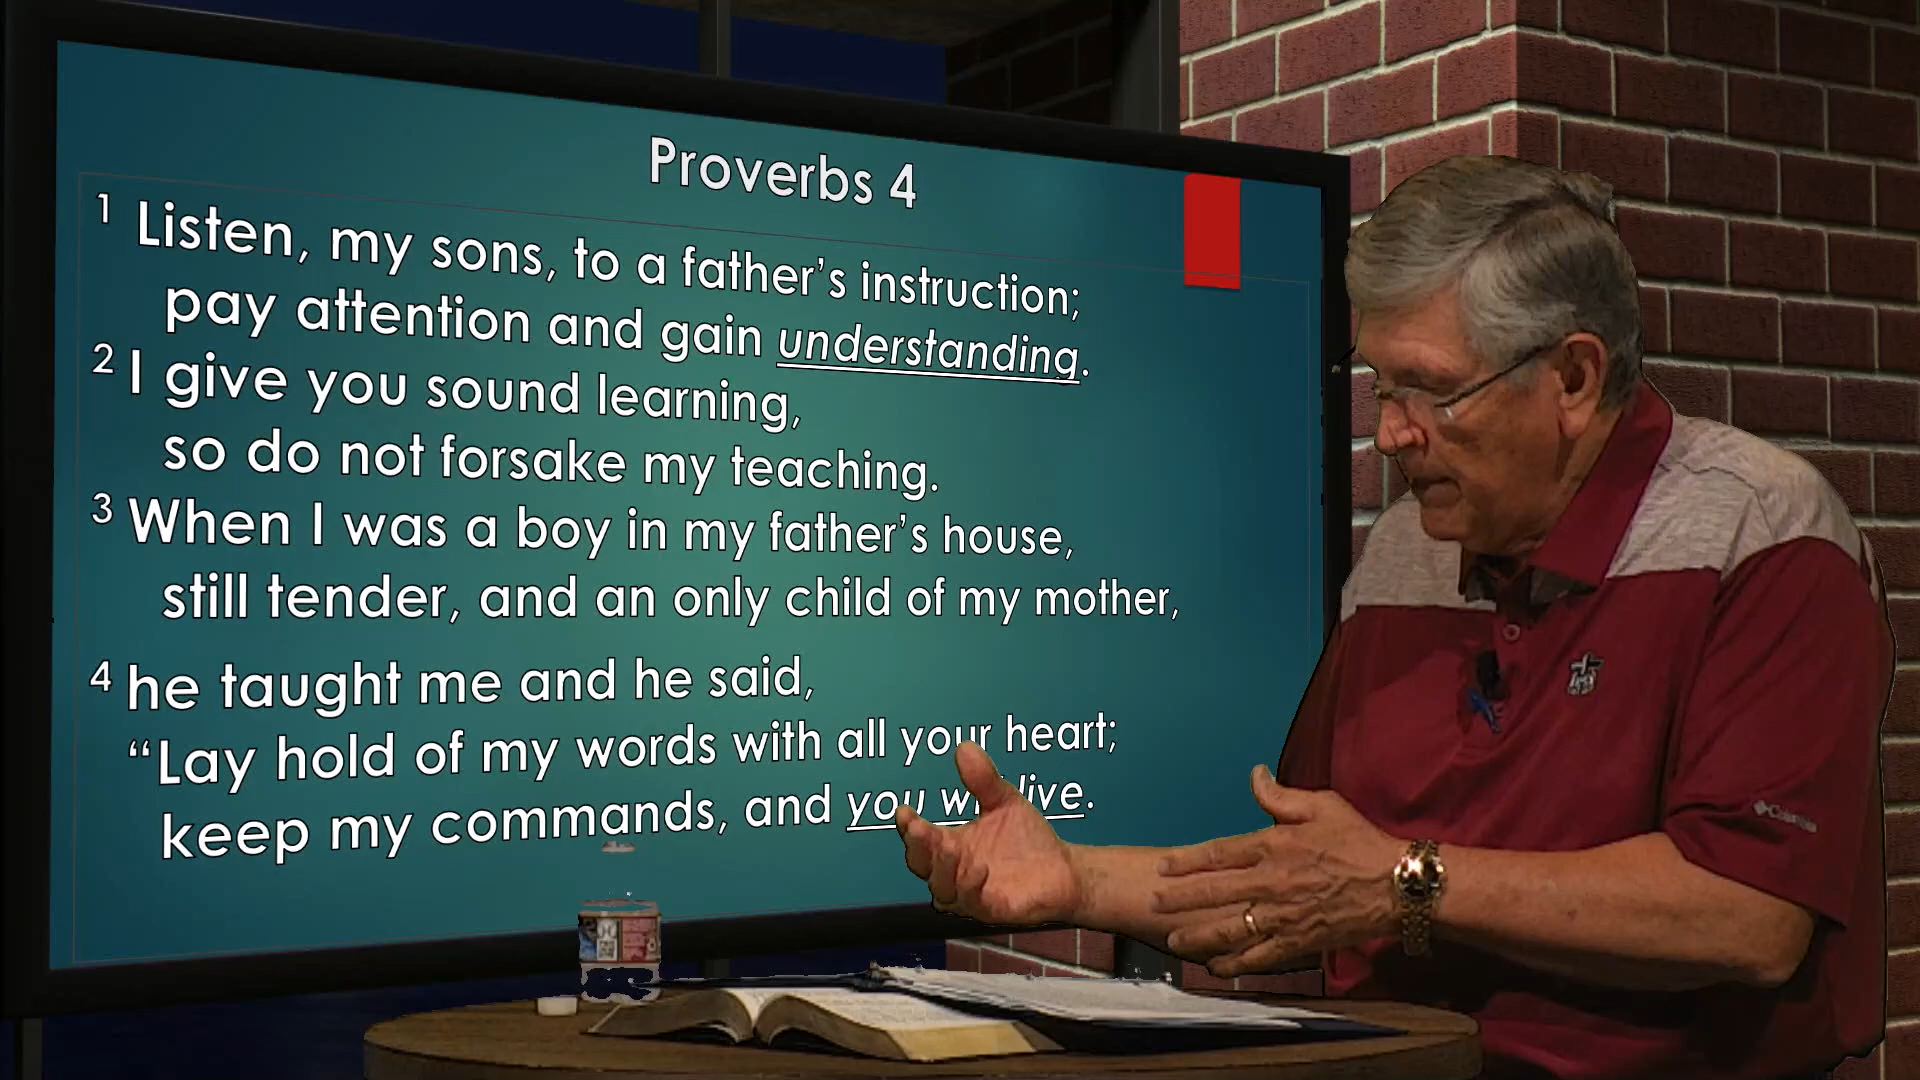 Proverbs 4
1 Listen, my sons, to a father's instruction;
pay attention and gain understanding.
2 I give you sound learning,
so do not forsake my teaching.
3 When I was a boy in my father's house,
still tender, and an only child of my mother,
4 he taught me and he said,
“Lay hold of my words with all your heart;
keep my commands, and you will live.
Columbia